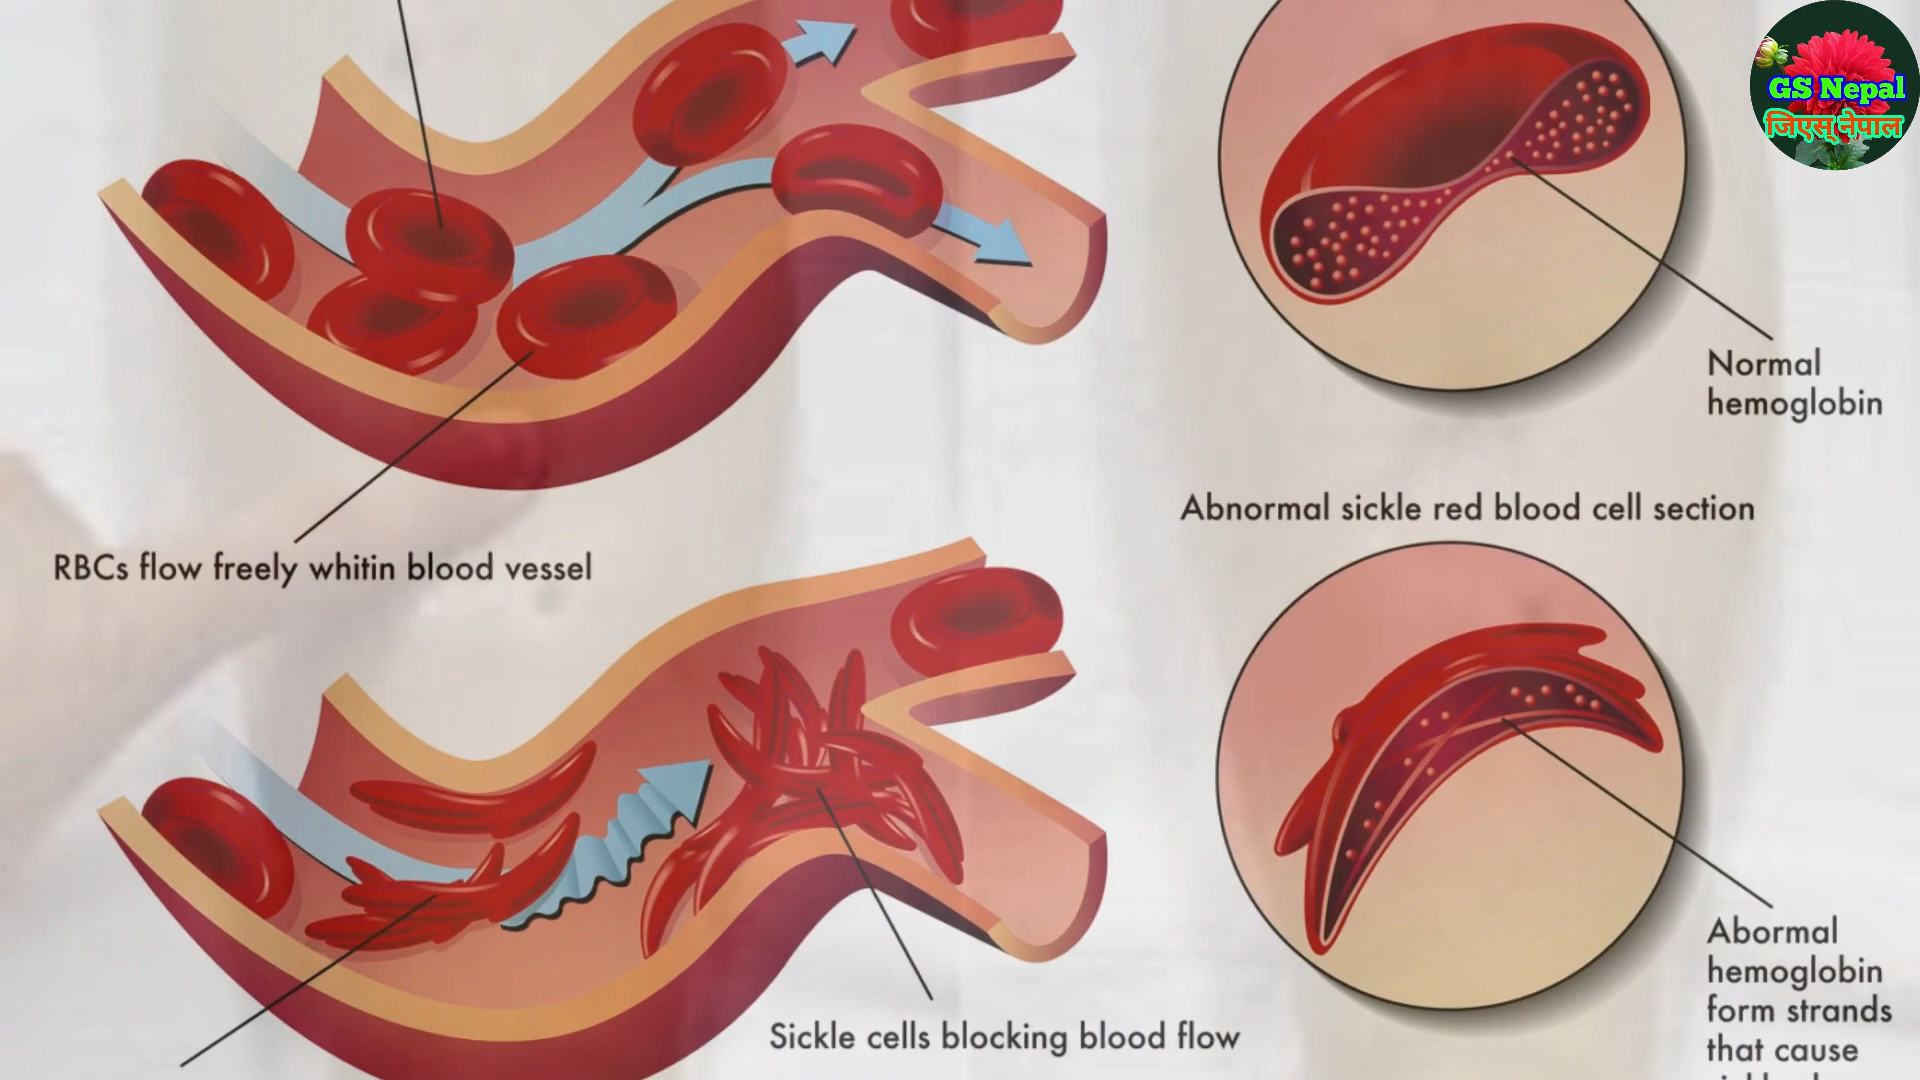 GS Nepal
जिएस् नेपाल
Normal
hemoglobin
Abnormal sickle red blood cell section
RBCs flow freely whitin blood vessel
Abormal
hemoglobin
form strands
that cause
Sickle cells blocking blood flow